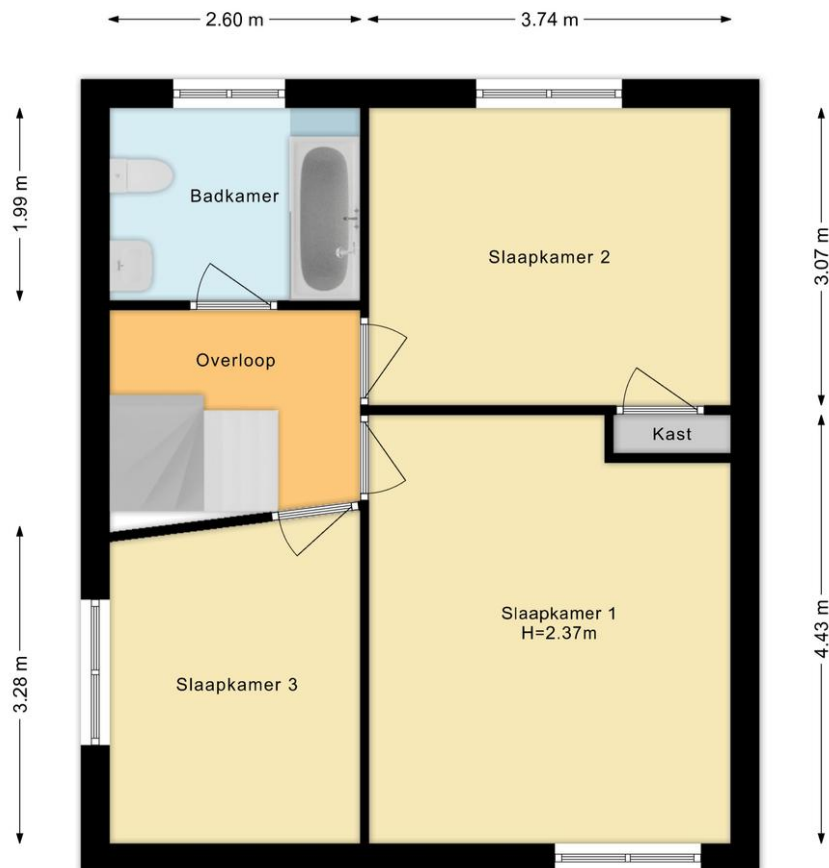 2.60 m
3.74 m
1.99 m
Badkamer
Slaapkamer 2
3.07 m
Overloop
Kast
Slaapkamer 1
H=2.37m
4.43 m
Slaapkamer 3
3.28 m